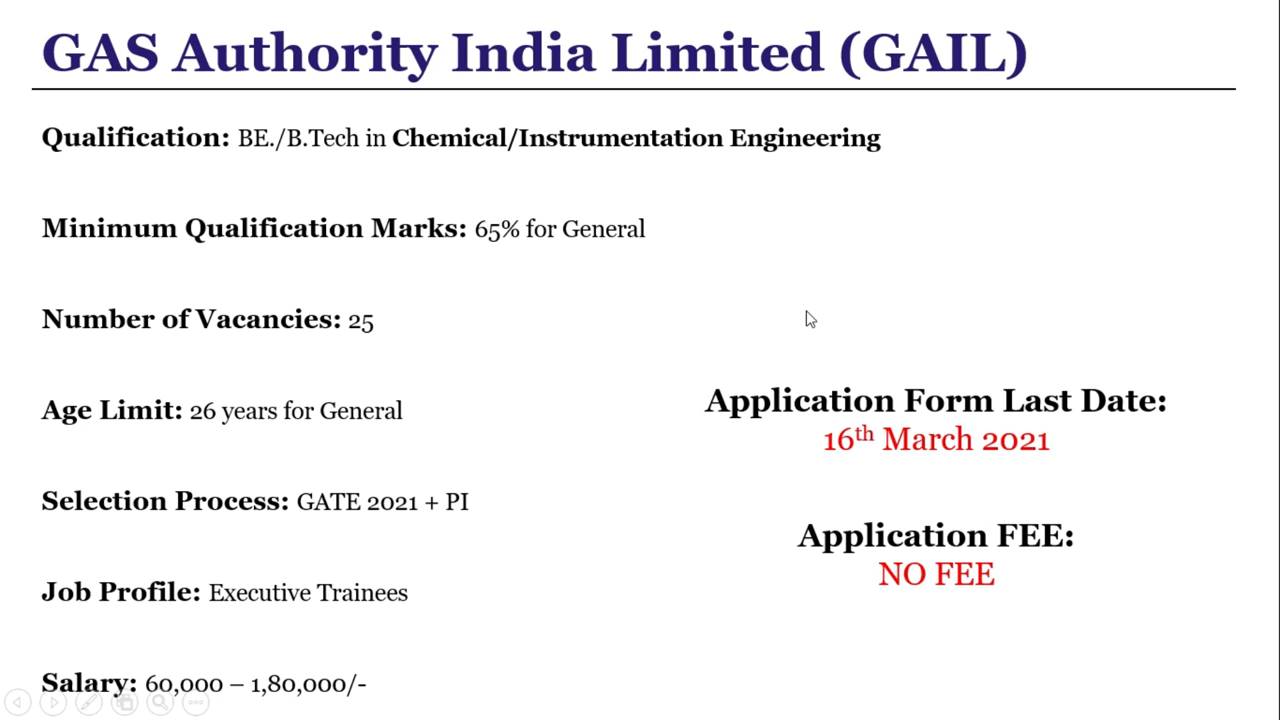 GAS Authority India Limited (GAIL)
Qualification: BE./B.Tech in Chemical/Instrumentation Engineering
Minimum Qualification Marks: 65% for General
Number of Vacancies: 25
Age Limit: 26 years for General
Selection Process: GATE 2021 + PI
Job Profile: Executive Trainees
Salary: 60,000 – 1,80,000/-
Application Form Last Date:
16th March 2021
Application FEE:
NO FEE